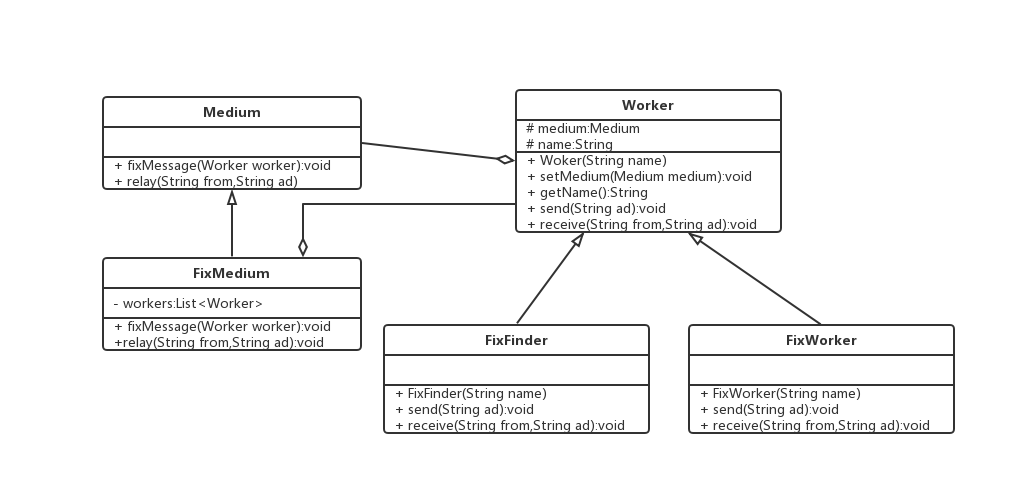 Medium
+ fixMessage(Worker worker):void
+ relay(String from,String ad)
Worker
# medium:Medium
# name:String
+ Woker(String name)
+ setMedium(Medium medium):void
+ getName():String
+ send(String ad):void
+ receive(String from,String ad):void
FixMedium
- workers:List<Worker>
+ fixMessage(Worker worker):void
+relay(String from,String ad):void
FixFinder
+ FixFinder(String name)
+ send(String ad):void
+ receive(String from,String ad):void
FixWorker
+ FixWorker(String name)
+ send(String ad):void
+ receive(String from,String ad):void